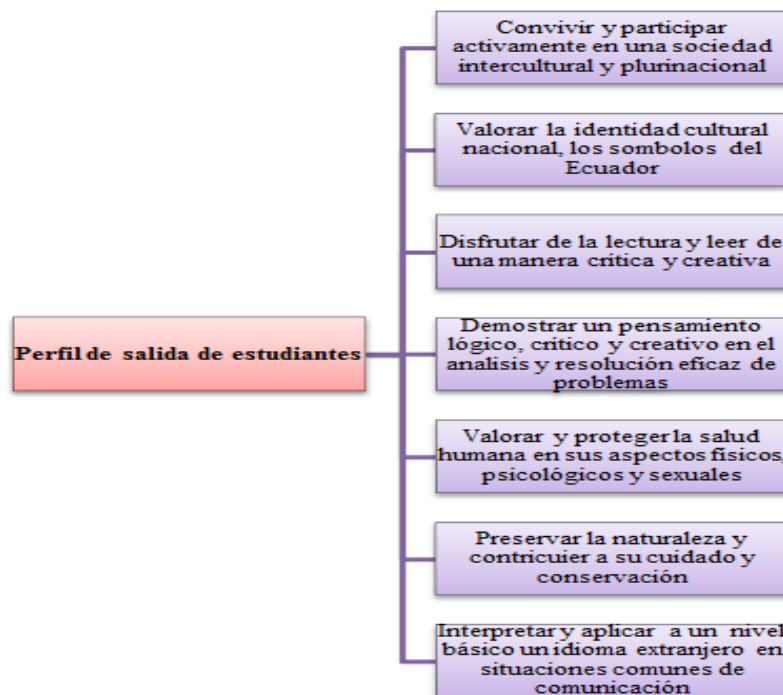 Convivir y participar
activamente en una sociedad
intercultural y plurinacional
Valorar la identidad cultural
nacional, los sombolos del
Ecuador
Disfrutar de la lectura y leer de
una manera crítica y creativa
Perfil de salida de estudiantes
Demostrar un pensamiento
lógico, crítico y creativo en el
analisis y resolución eficaz de
problemas
Valorar y proteger la salud
humana en sus aspectos físicos,
psicológicos y sexuales
Preservar la naturaleza y
contricuier a su cuidado y
conservación
Interpretar y aplicar a un nivel
básico un idioma extranjero en
situaciones comunes de
comunicación